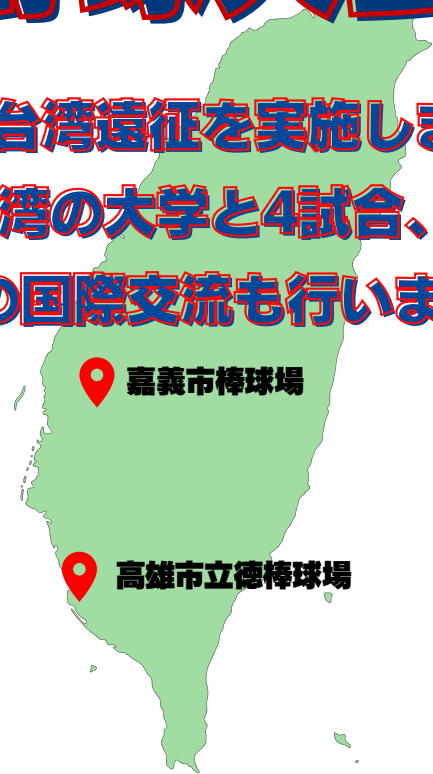 台湾遠征を実施しま
湾の大学と4試合、
の国際交流も行いま
嘉義市棒球場
高雄市立徳棒球場